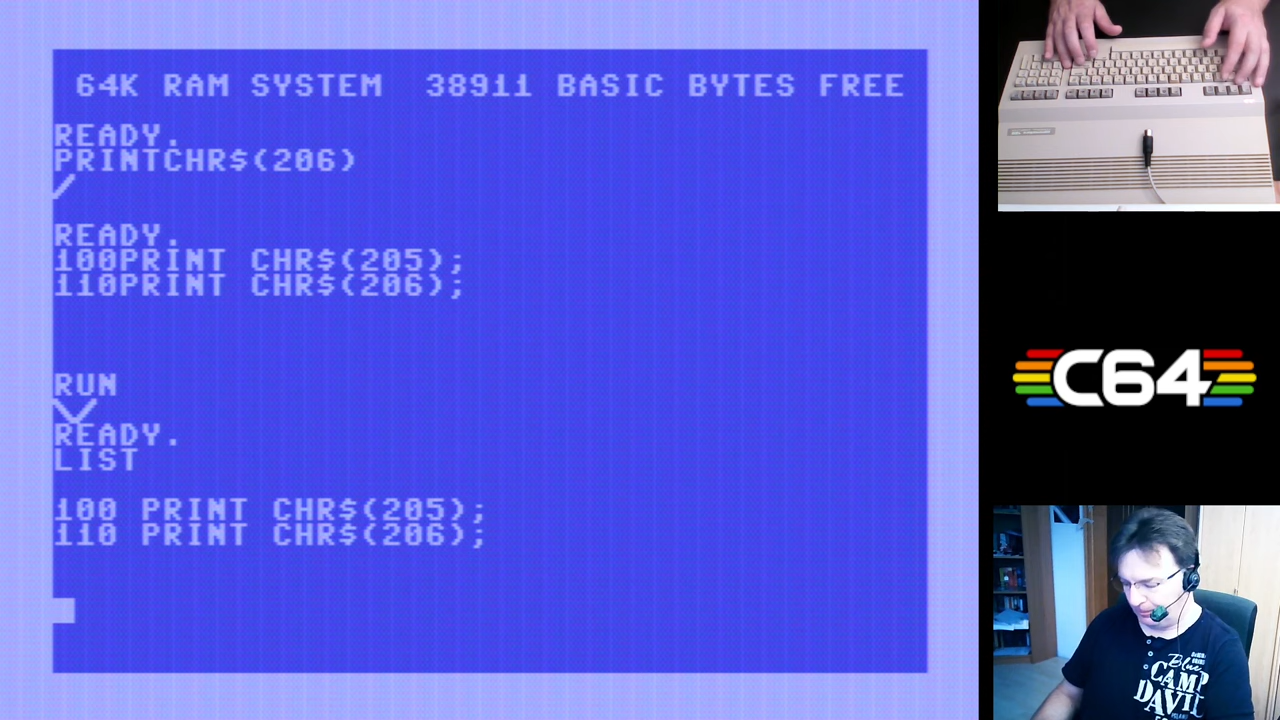 64K RAM SYSTEM  38911 BASIC BYTES FREE
READY.
PRINTCHR$(206)
READY.
100PRINT CHR$(205);
110PRINT CHR$(206);
RUN
READY.
LIST
100 PRINT CHR$(205);
110 PRINT CHR$(206);
C64
Blue
CAMP
DAVID